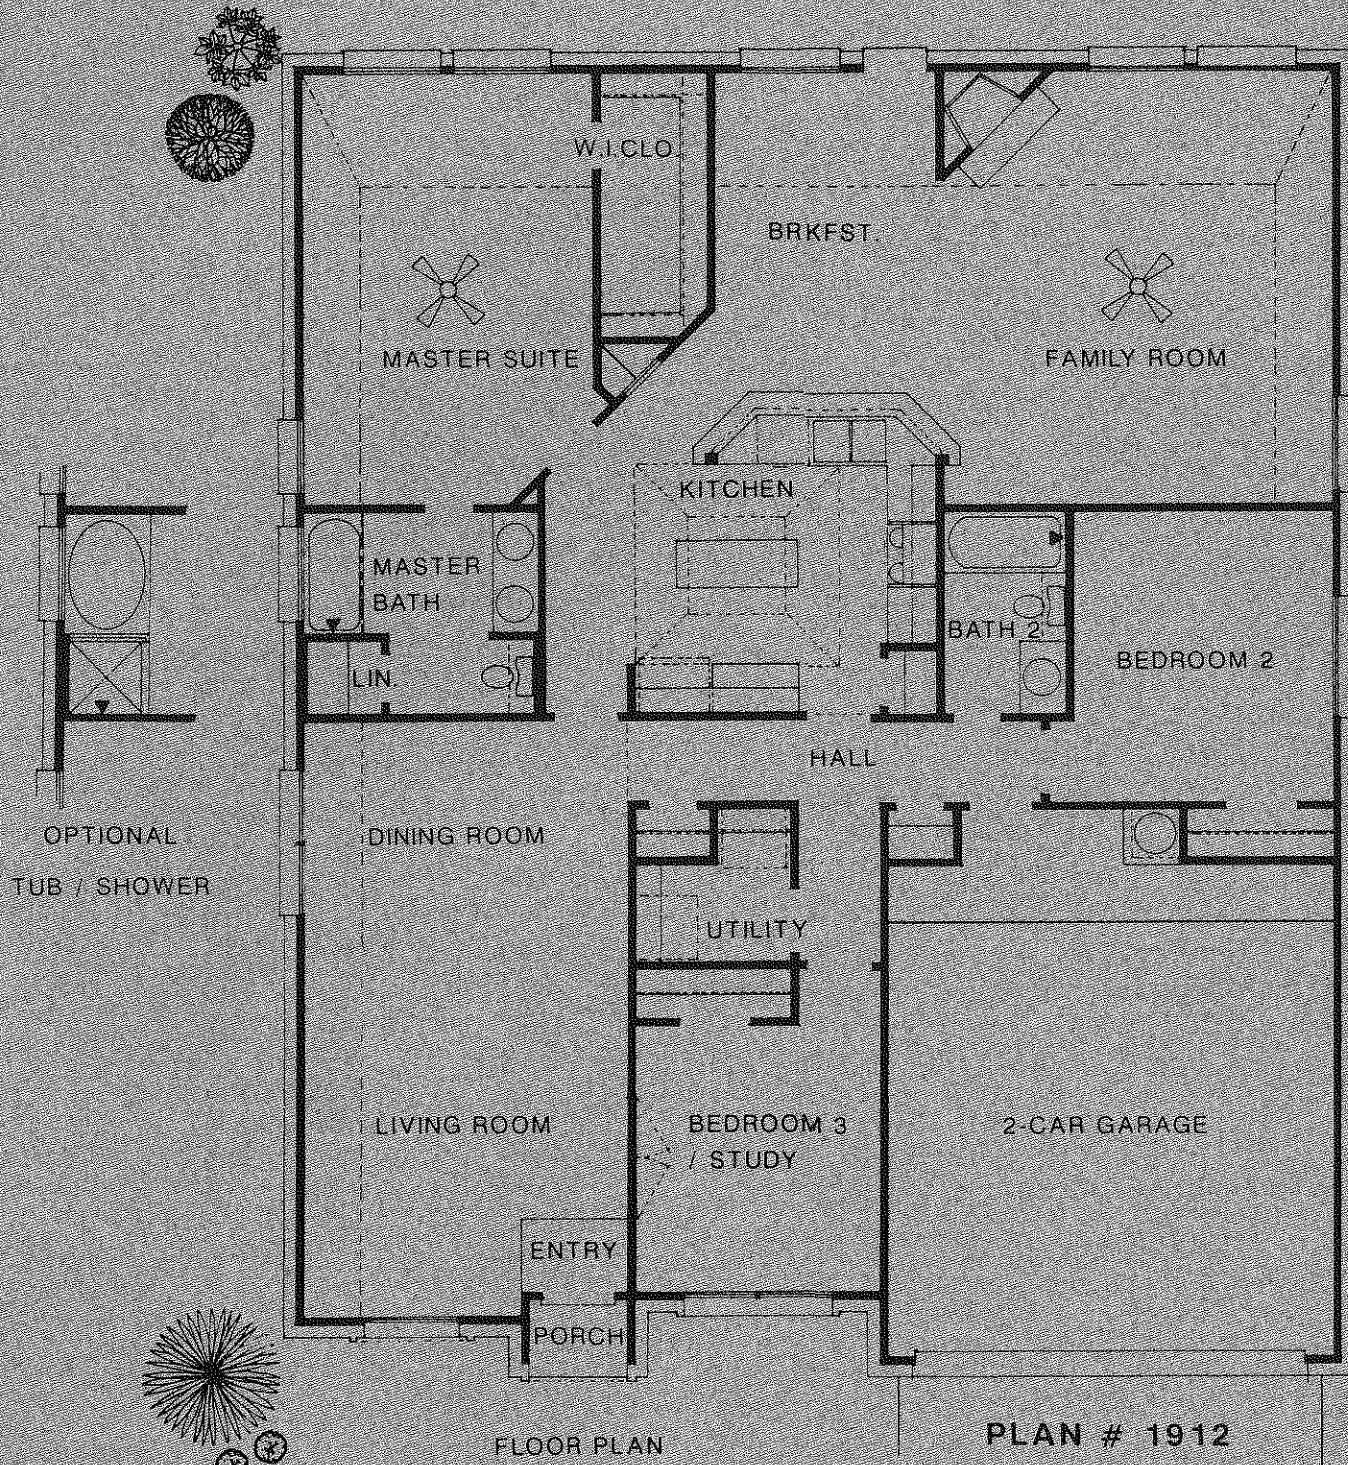 W.I.CLO.
BRKFST.
MASTER SUITE
FAMILY ROOM
KITCHEN
MASTER
BATH
BATH 2
BEDROOM 2
LIN.
HALL
OPTIONAL
TUB / SHOWER
DINING ROOM
UTILITY
LIVING ROOM
BEDROOM 3
/ STUDY
2-CAR GARAGE
ENTRY
PORCH
FLOOR PLAN
PLAN # 1912